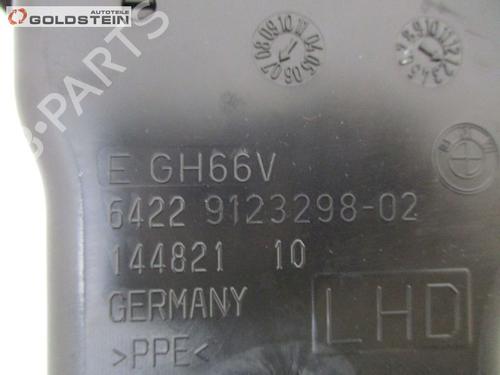 GOLDSTEIN
AUTOTEILE
B-PARTS
E GH66V
6422 9123298-02
144821 10
GERMANY
LHD
>PPE<